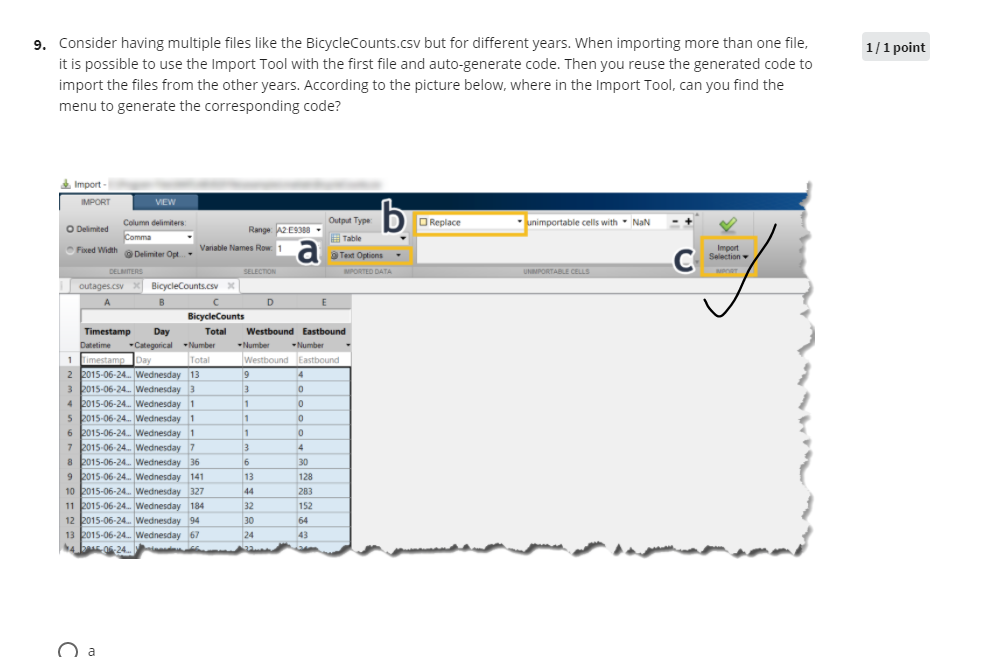 9. Consider having multiple files like the BicycleCounts.csv but for different years. When importing more than one file,
it is possible to use the Import Tool with the first file and auto-generate code. Then you reuse the generated code to
import the files from the other years. According to the picture below, where in the Import Tool, can you find the
menu to generate the corresponding code?
1 / 1 point
Import -
IMPORT VIEW
Delimited
Fixed Width
Column delimiters:
Comma
Delimiter Opt...
DELIMITERS
Range: A2:E9388
Variable Names Row: 1
SELECTION
a
Output Type:
Table
Text Options
IMPORTED DATA
b
Replace unimportable cells with NaN - +
UNIMPORTABLE CELLS
c
Import
Selection
IMPORT
outages.csv BicycleCounts.csv
A B C D E
BicycleCounts
Timestamp Day Total Westbound Eastbound
Datetime Categorical Number Number Number
1 Timestamp Day Total Westbound Eastbound
2 2015-06-24... Wednesday 13 9 4
3 2015-06-24... Wednesday 3 3 0
4 2015-06-24... Wednesday 1 1 0
5 2015-06-24... Wednesday 1 1 0
6 2015-06-24... Wednesday 1 1 0
7 2015-06-24... Wednesday 7 3 4
8 2015-06-24... Wednesday 36 6 30
9 2015-06-24... Wednesday 141 13 128
10 2015-06-24... Wednesday 327 44 283
11 2015-06-24... Wednesday 184 32 152
12 2015-06-24... Wednesday 94 30 64
13 2015-06-24... Wednesday 67 24 43
a